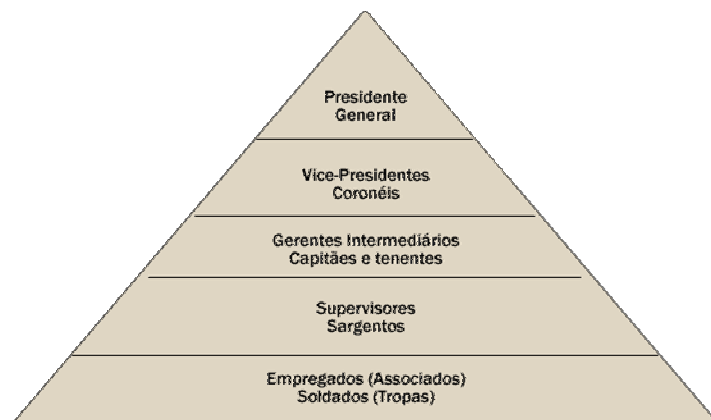 Presidente
General
Vice-Presidentes
Coronéis
Gerentes Intermediários
Capitães e tenentes
Supervisores
Sargentos
Empregados (Associados)
Soldados (Tropas)